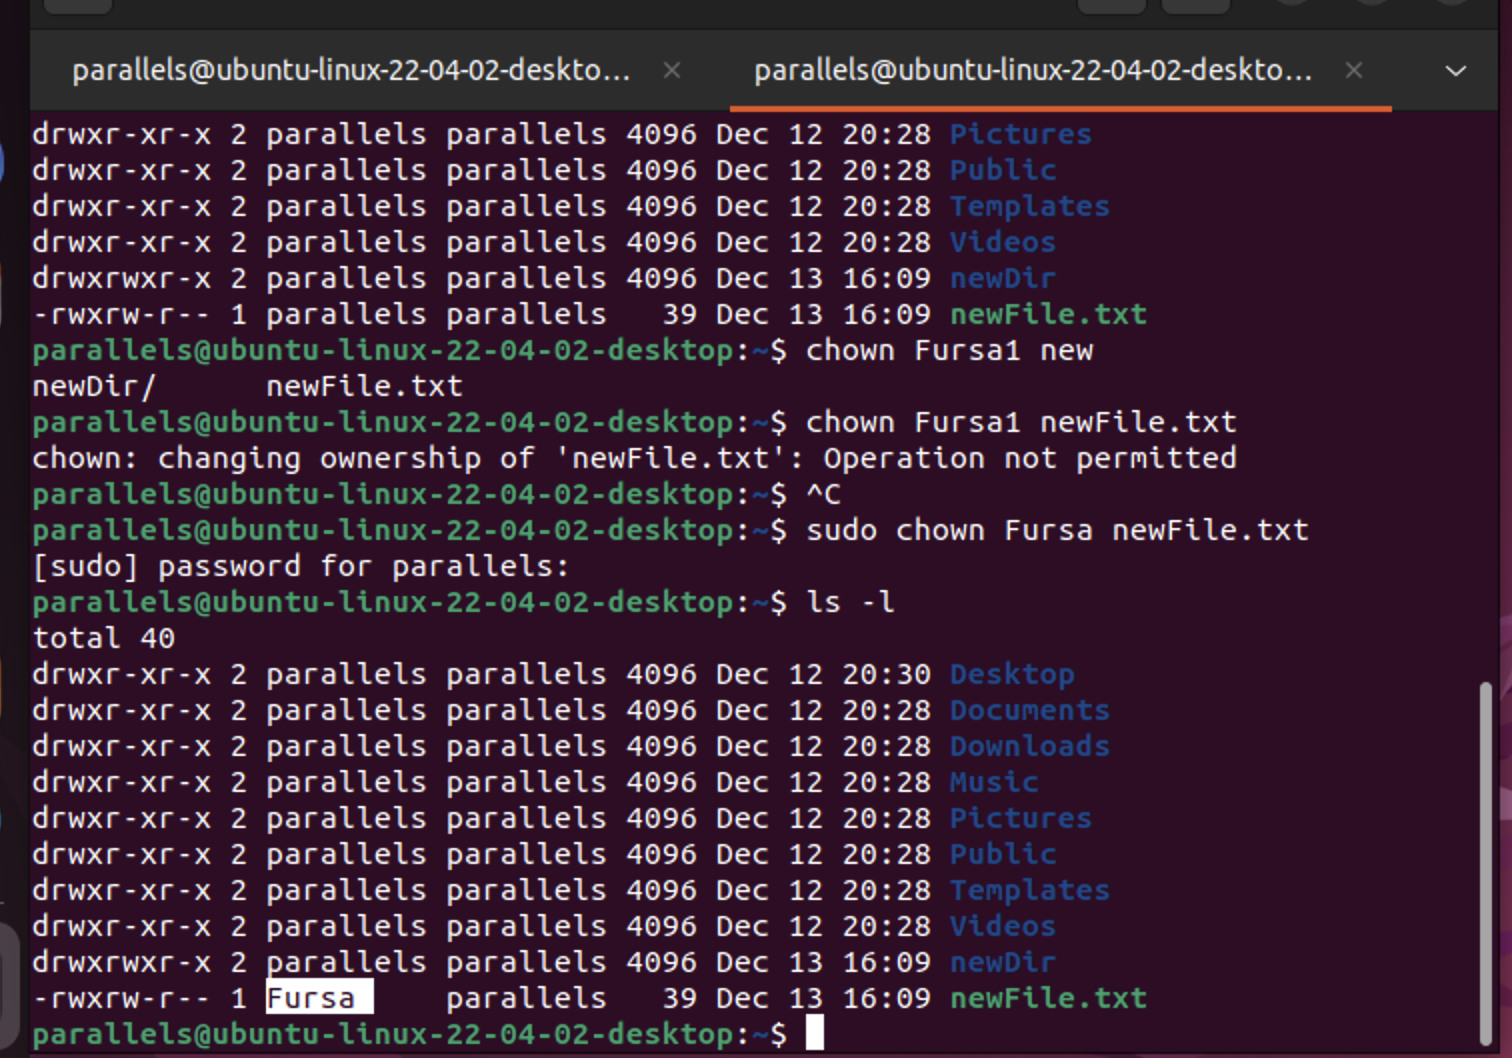 parallels@ubuntu-linux-22-04-02-deskto... × parallels@ubuntu-linux-22-04-02-deskto... ×
drwxr-xr-x 2 parallels parallels 4096 Dec 12 20:28 Pictures
drwxr-xr-x 2 parallels parallels 4096 Dec 12 20:28 Public
drwxr-xr-x 2 parallels parallels 4096 Dec 12 20:28 Templates
drwxr-xr-x 2 parallels parallels 4096 Dec 12 20:28 Videos
drwxrwxr-x 2 parallels parallels 4096 Dec 13 16:09 newDir
-rwxrw-r-- 1 parallels parallels   39 Dec 13 16:09 newFile.txt
parallels@ubuntu-linux-22-04-02-desktop:~$ chown Fursa1 new
newDir/      newFile.txt
parallels@ubuntu-linux-22-04-02-desktop:~$ chown Fursa1 newFile.txt
chown: changing ownership of 'newFile.txt': Operation not permitted
parallels@ubuntu-linux-22-04-02-desktop:~$ ^C
parallels@ubuntu-linux-22-04-02-desktop:~$ sudo chown Fursa newFile.txt
[sudo] password for parallels:
parallels@ubuntu-linux-22-04-02-desktop:~$ ls -l
total 40
drwxr-xr-x 2 parallels parallels 4096 Dec 12 20:30 Desktop
drwxr-xr-x 2 parallels parallels 4096 Dec 12 20:28 Documents
drwxr-xr-x 2 parallels parallels 4096 Dec 12 20:28 Downloads
drwxr-xr-x 2 parallels parallels 4096 Dec 12 20:28 Music
drwxr-xr-x 2 parallels parallels 4096 Dec 12 20:28 Pictures
drwxr-xr-x 2 parallels parallels 4096 Dec 12 20:28 Public
drwxr-xr-x 2 parallels parallels 4096 Dec 12 20:28 Templates
drwxr-xr-x 2 parallels parallels 4096 Dec 12 20:28 Videos
drwxrwxr-x 2 parallels parallels 4096 Dec 13 16:09 newDir
-rwxrw-r-- 1 Fursa     parallels   39 Dec 13 16:09 newFile.txt
parallels@ubuntu-linux-22-04-02-desktop:~$